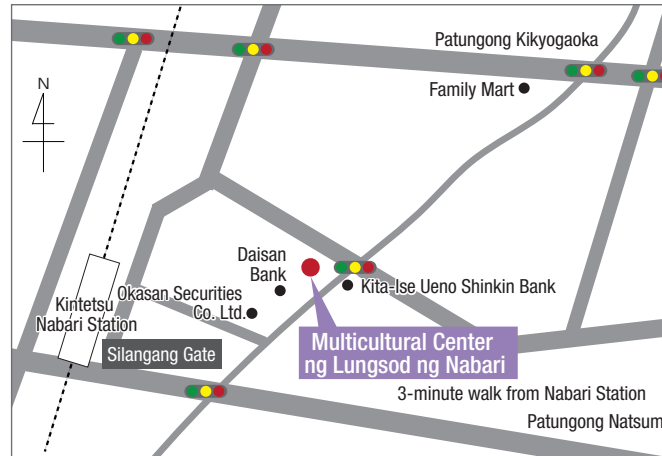 Patungong Kikyogaoka
Family Mart
N
Daisan
Bank
Kita-Ise Ueno Shinkin Bank
Okasan Securities
Co. Ltd.
Kintetsu
Nabari Station
Silangang Gate
Multicultural Center
ng Lungsod ng Nabari
3-minute walk from Nabari Station
Patungong Natsum